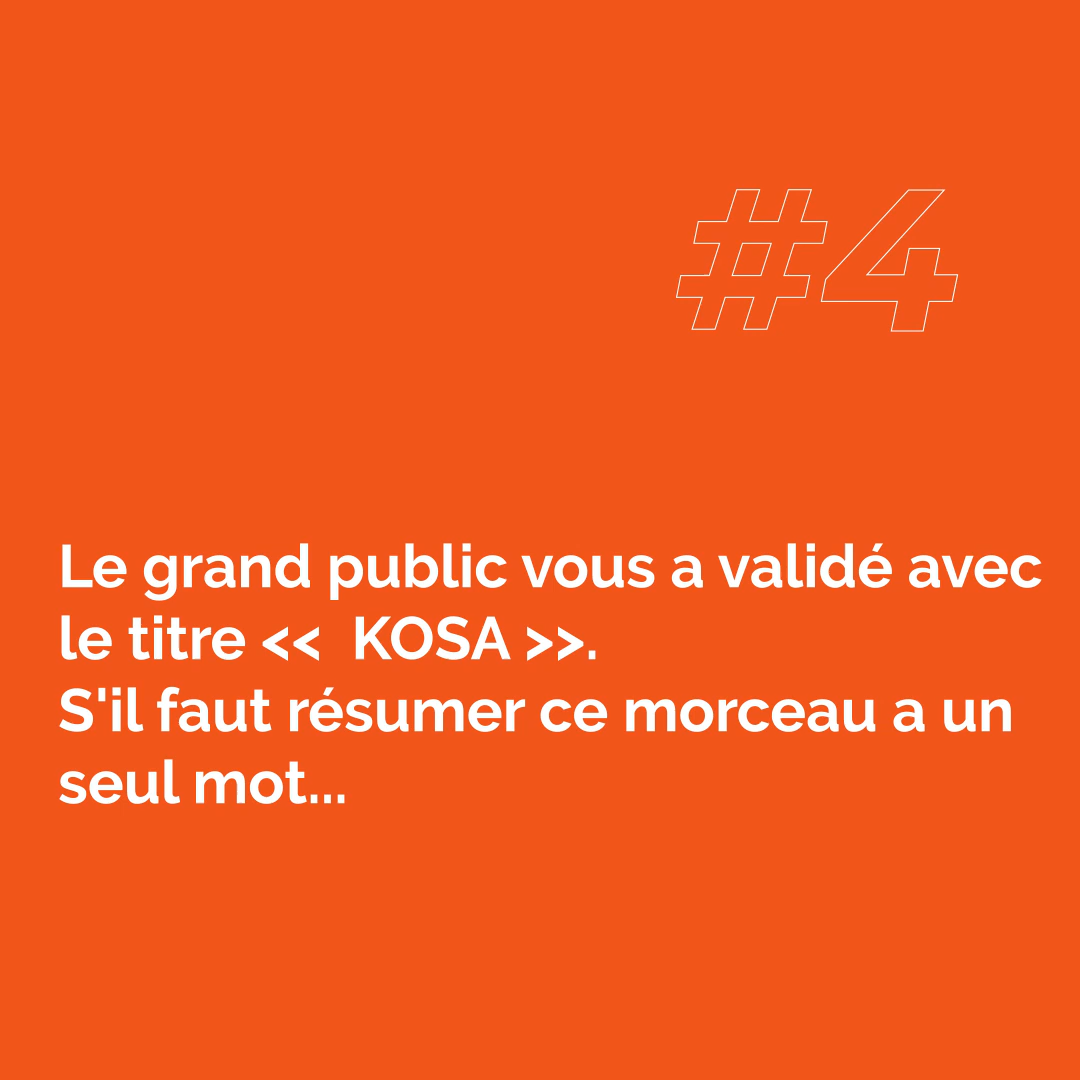 #4
Le grand public vous a validé avec
le titre <<  KOSA >>.
S'il faut résumer ce morceau a un
seul mot...